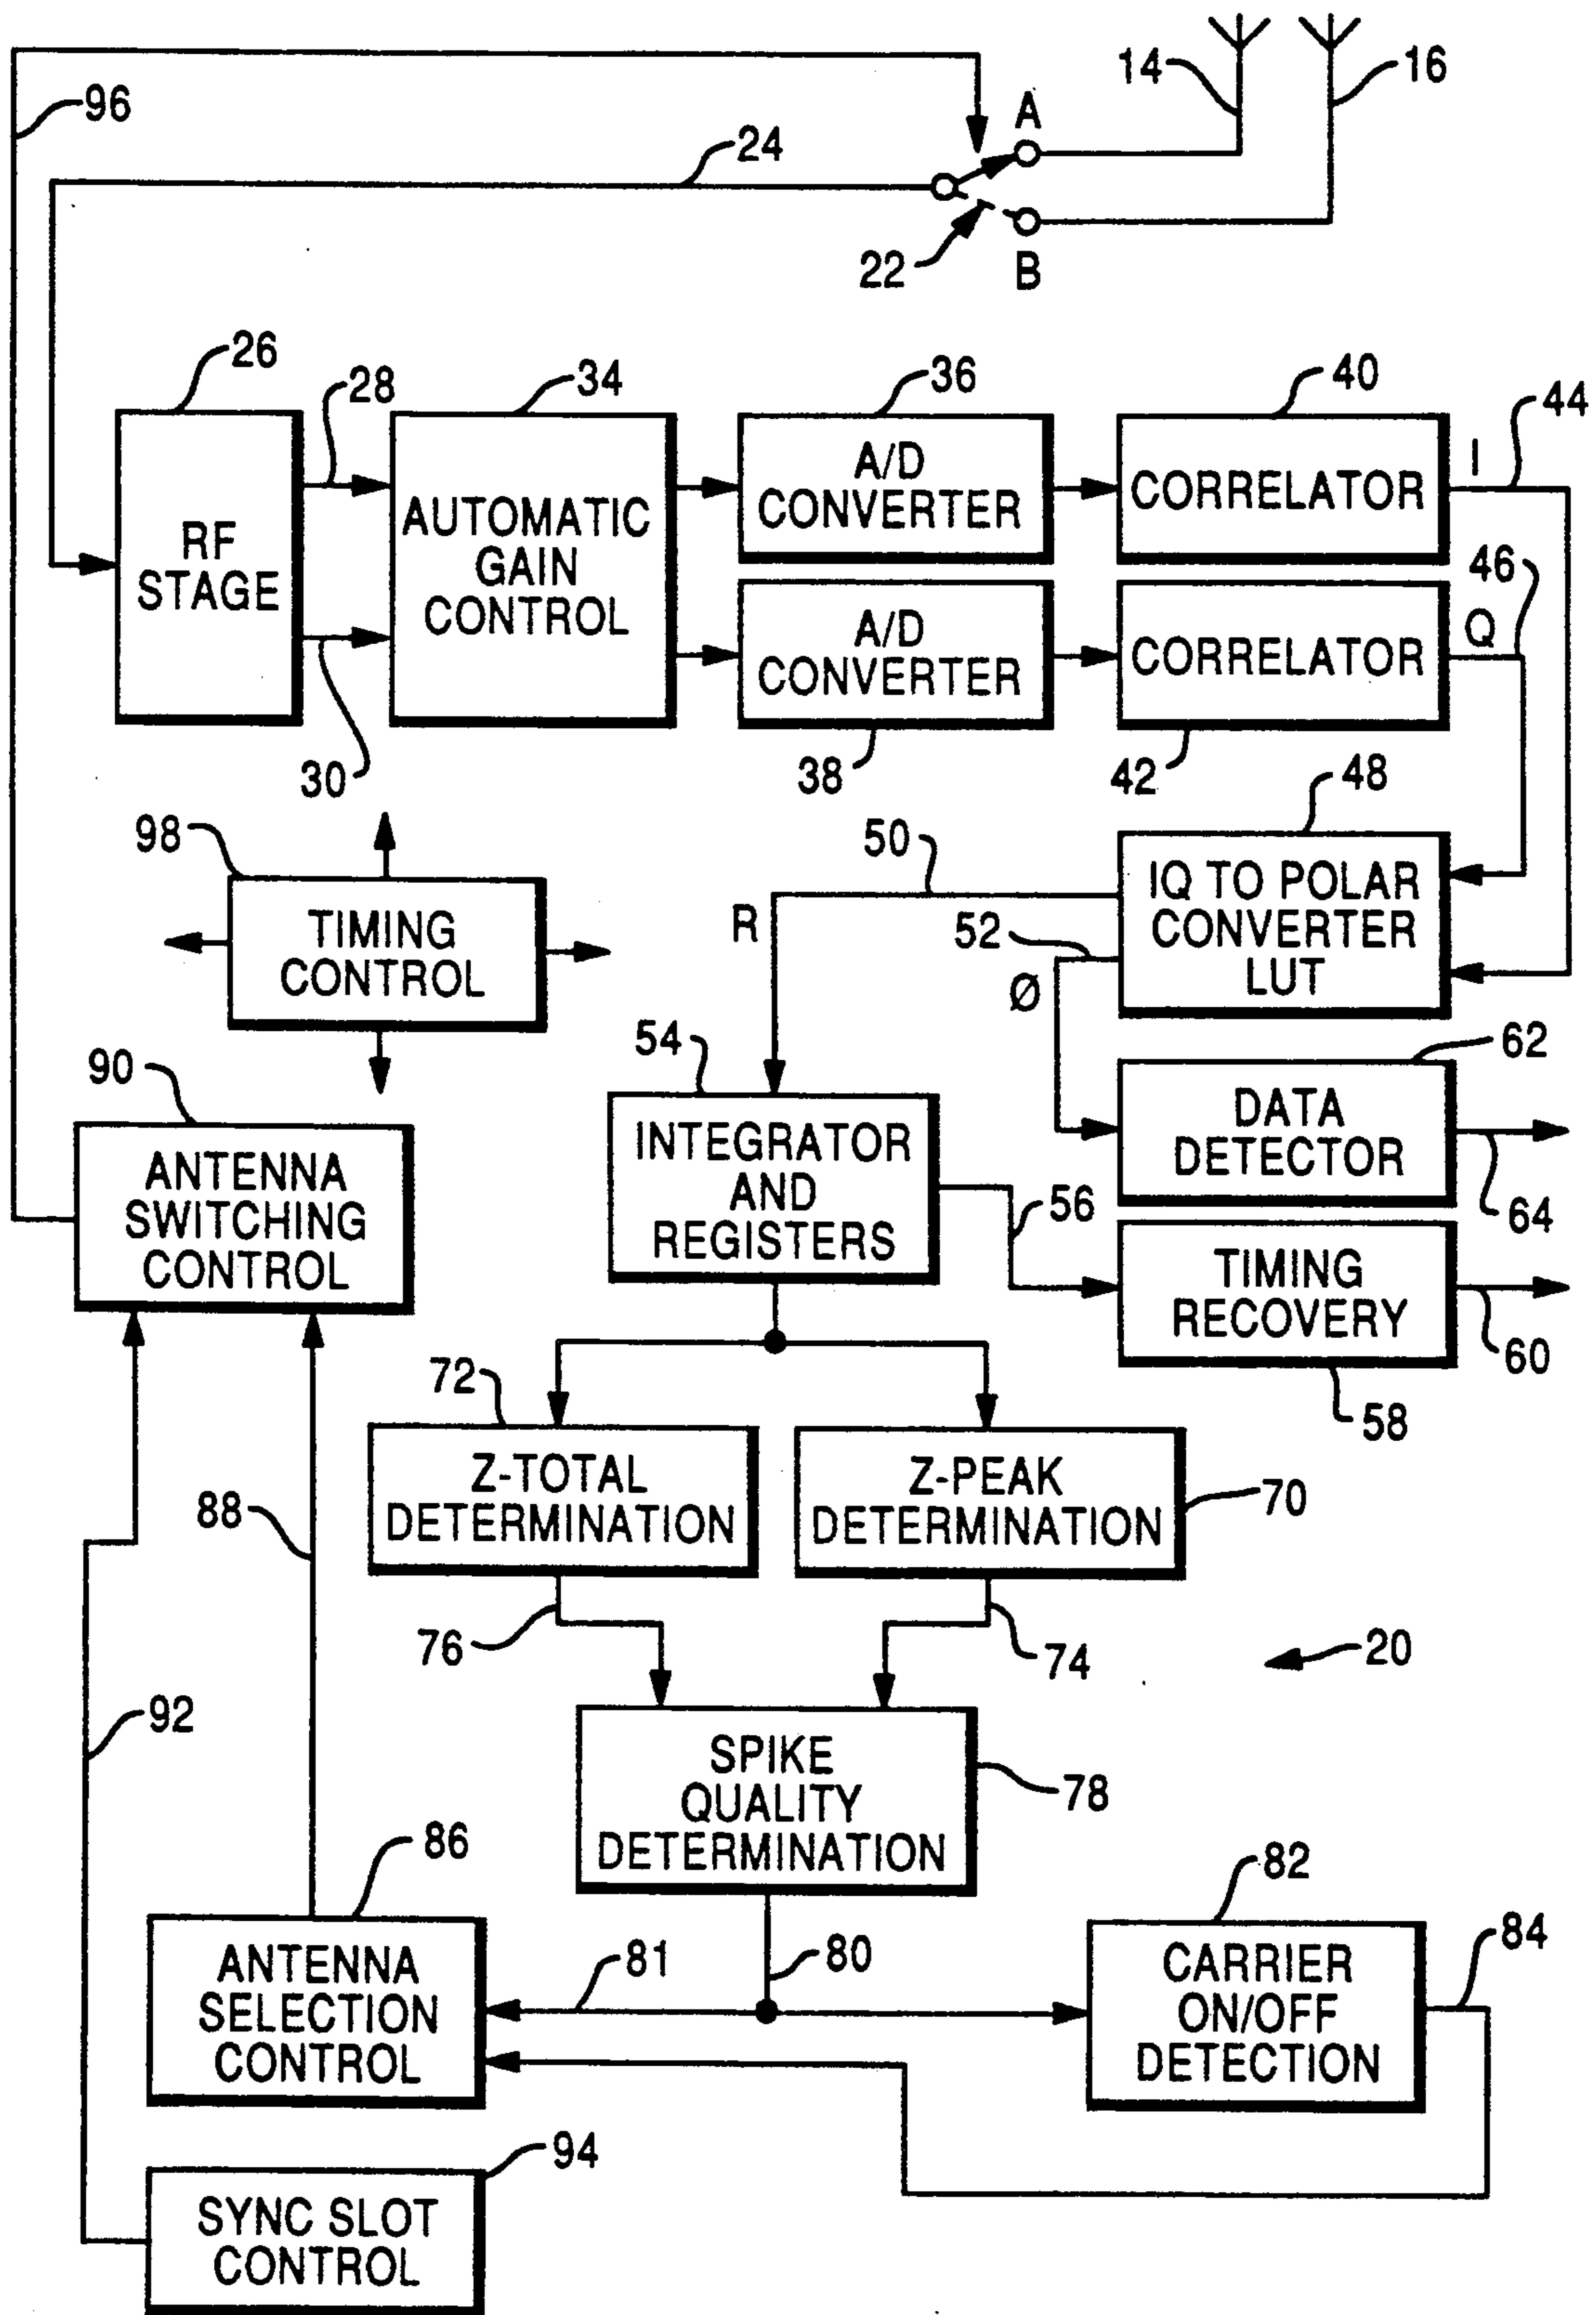 14
16
96
A
24
22
B
26
28
34
36
40
44
RF
STAGE
AUTOMATIC
GAIN
CONTROL
A/D
CONVERTER
CORRELATOR
I
46
A/D
CONVERTER
CORRELATOR
Q
30
38
42
48
98
TIMING
CONTROL
50
R
52
Ø
IQ TO POLAR
CONVERTER
LUT
54
62
90
ANTENNA
SWITCHING
CONTROL
INTEGRATOR
AND
REGISTERS
DATA
DETECTOR
56
64
TIMING
RECOVERY
60
58
72
Z-TOTAL
DETERMINATION
Z-PEAK
DETERMINATION
70
88
76
74
20
92
SPIKE
QUALITY
DETERMINATION
78
86
82
ANTENNA
SELECTION
CONTROL
81
80
CARRIER
ON/OFF
DETECTION
84
94
SYNC SLOT
CONTROL